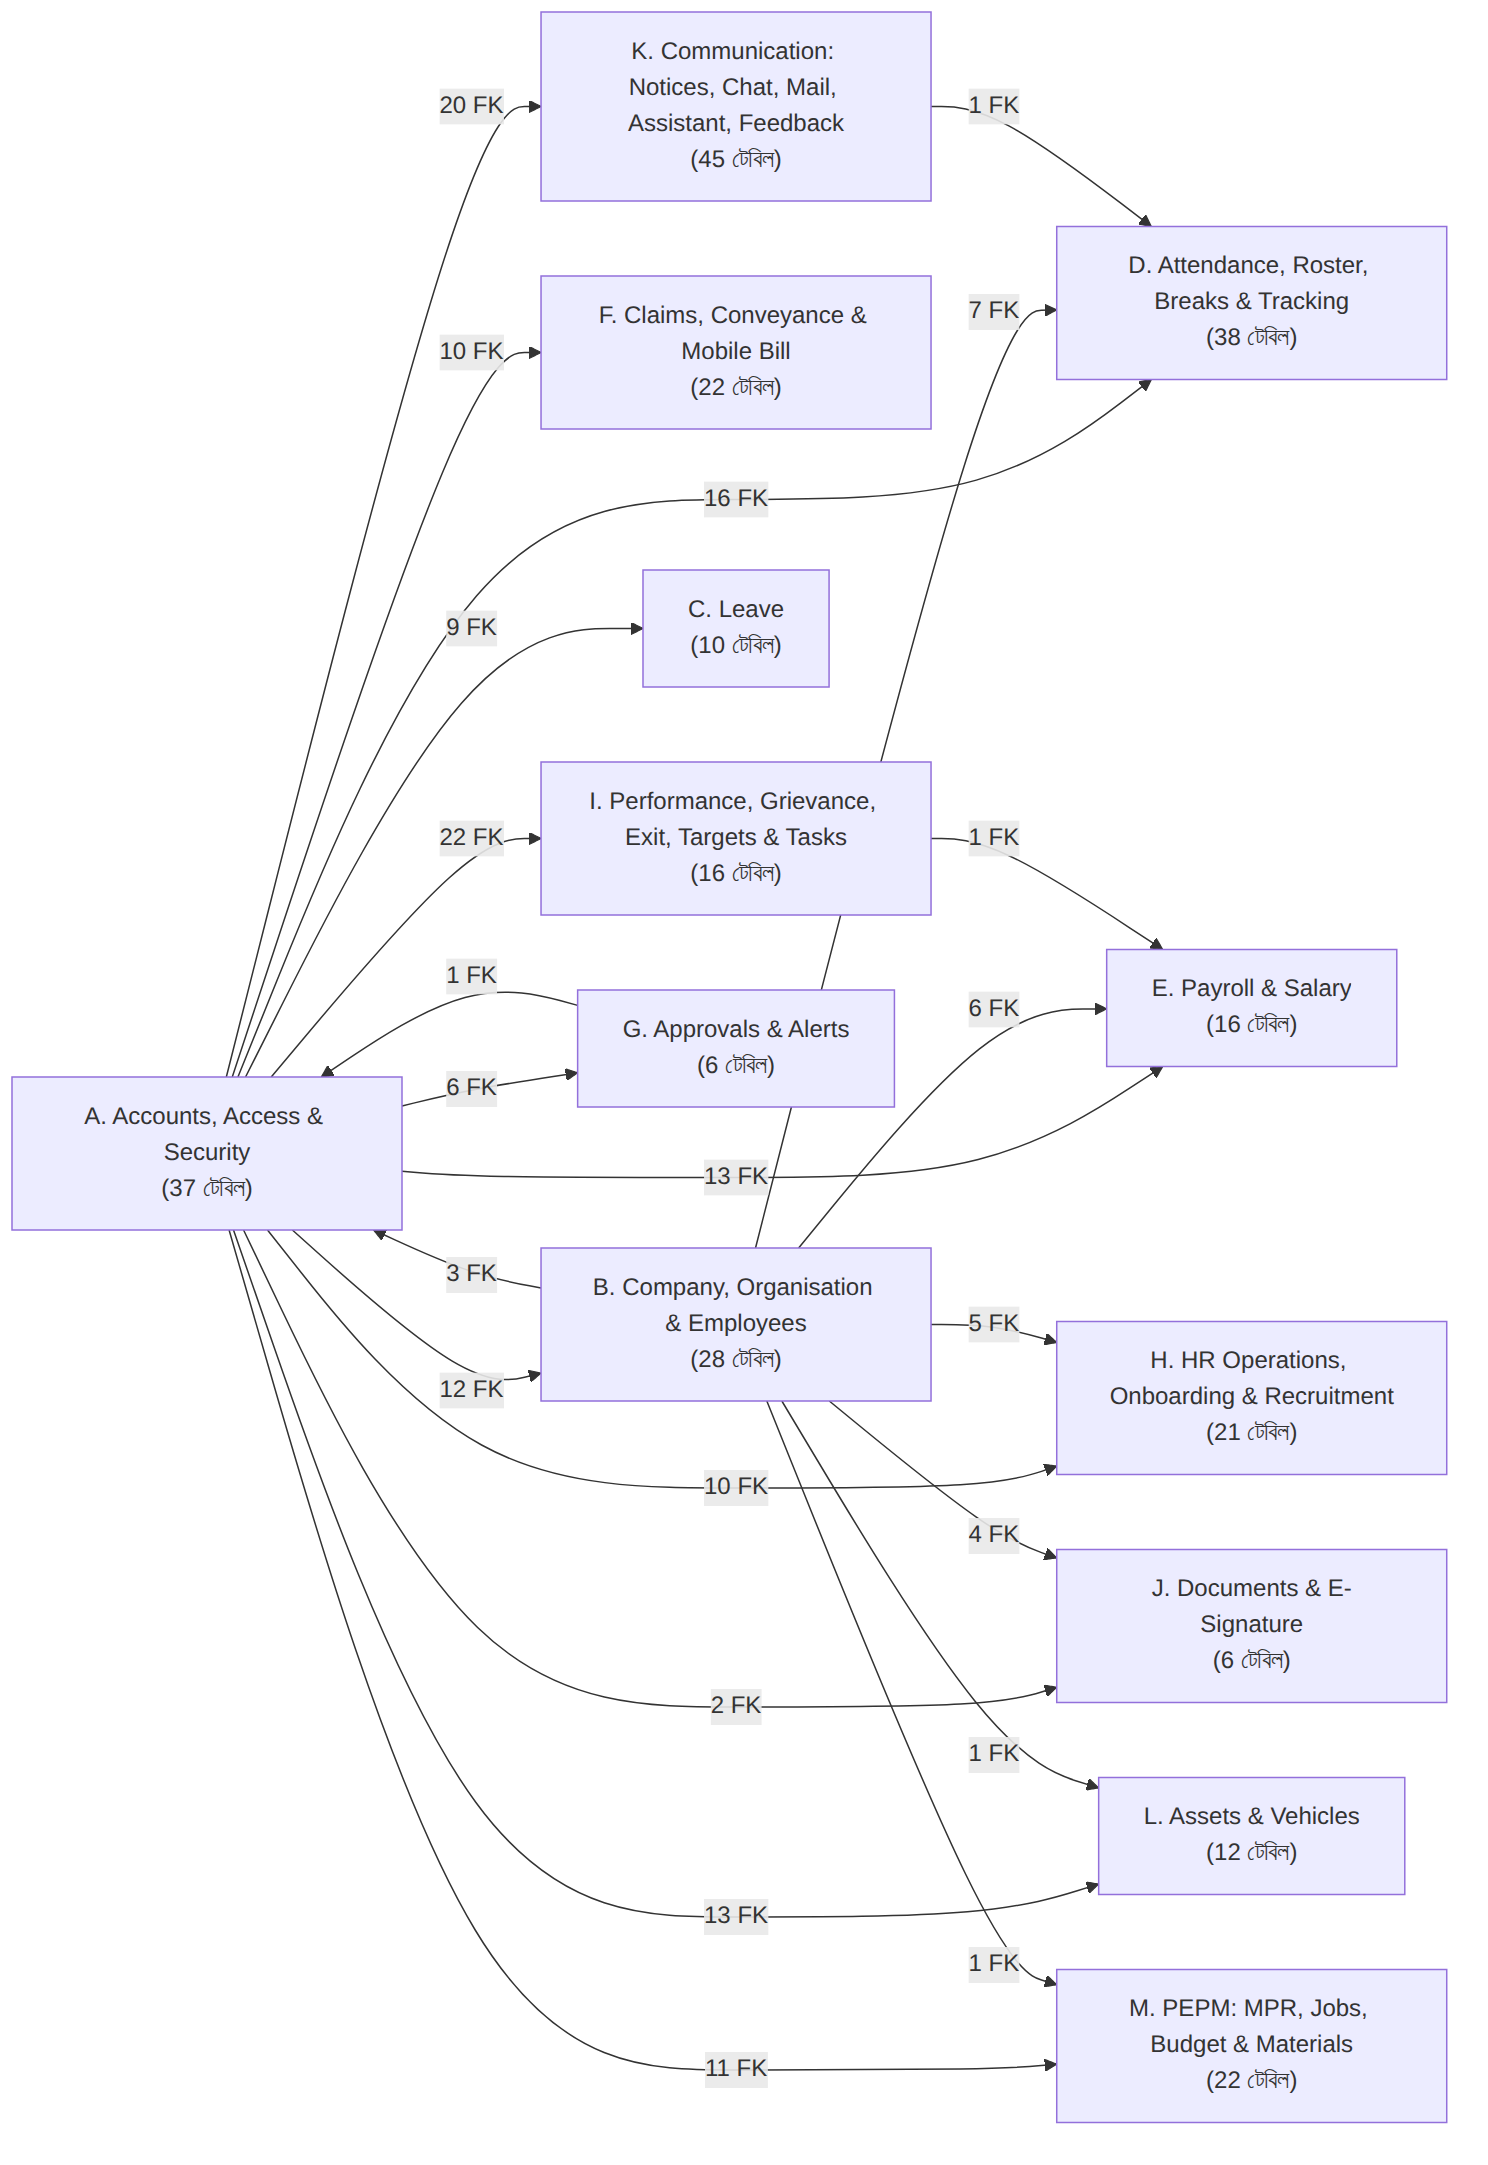 K. Communication:
Notices, Chat, Mail,
Assistant, Feedback
(45 টেবিল)
20 FK
1 FK
D. Attendance, Roster,
Breaks & Tracking
(38 টেবিল)
7 FK
F. Claims, Conveyance &
Mobile Bill
(22 টেবিল)
10 FK
16 FK
9 FK
C. Leave
(10 টেবিল)
I. Performance, Grievance,
Exit, Targets & Tasks
(16 টেবিল)
22 FK
1 FK
1 FK
G. Approvals & Alerts
(6 টেবিল)
6 FK
6 FK
E. Payroll & Salary
(16 টেবিল)
A. Accounts, Access &
Security
(37 টেবিল)
13 FK
3 FK
B. Company, Organisation
& Employees
(28 টেবিল)
12 FK
5 FK
H. HR Operations,
Onboarding & Recruitment
(21 টেবিল)
10 FK
4 FK
J. Documents & E-
Signature
(6 টেবিল)
2 FK
1 FK
L. Assets & Vehicles
(12 টেবিল)
13 FK
1 FK
M. PEPM: MPR, Jobs,
Budget & Materials
(22 টেবিল)
11 FK